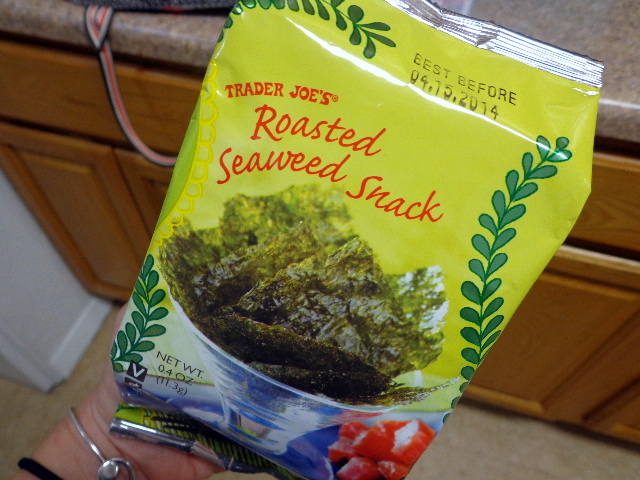 BEST BEFORE
04.15.2014
TRADER JOE'S®
Roasted
Seaweed Snack
NET WT.
0.4 OZ
(11.3g)
V